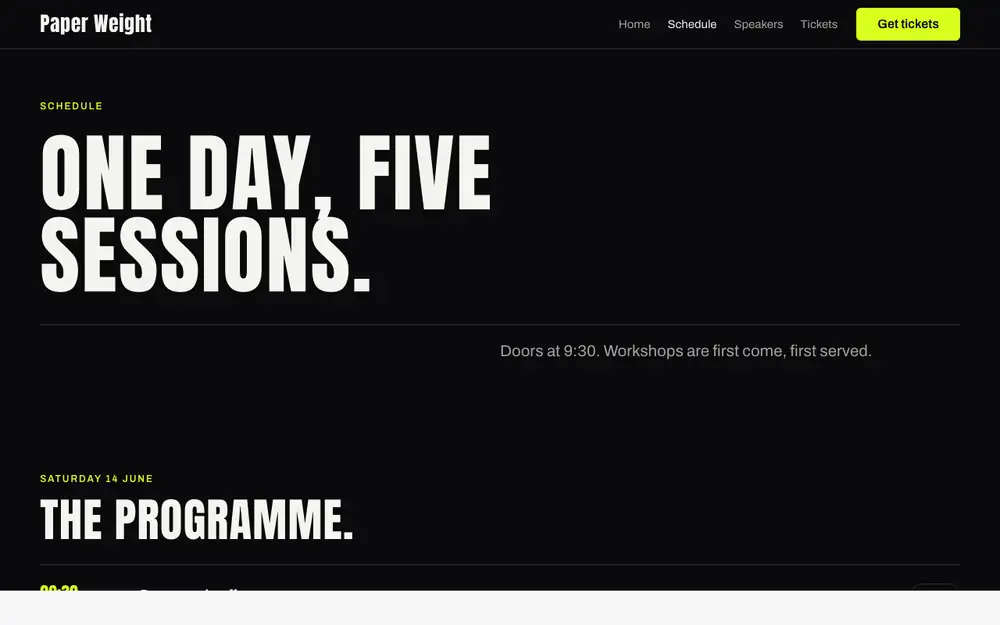 Paper Weight
Home Schedule Speakers Tickets Get tickets
SCHEDULE
ONE DAY, FIVE
SESSIONS.
Doors at 9:30. Workshops are first come, first served.
SATURDAY 14 JUNE
THE PROGRAMME.